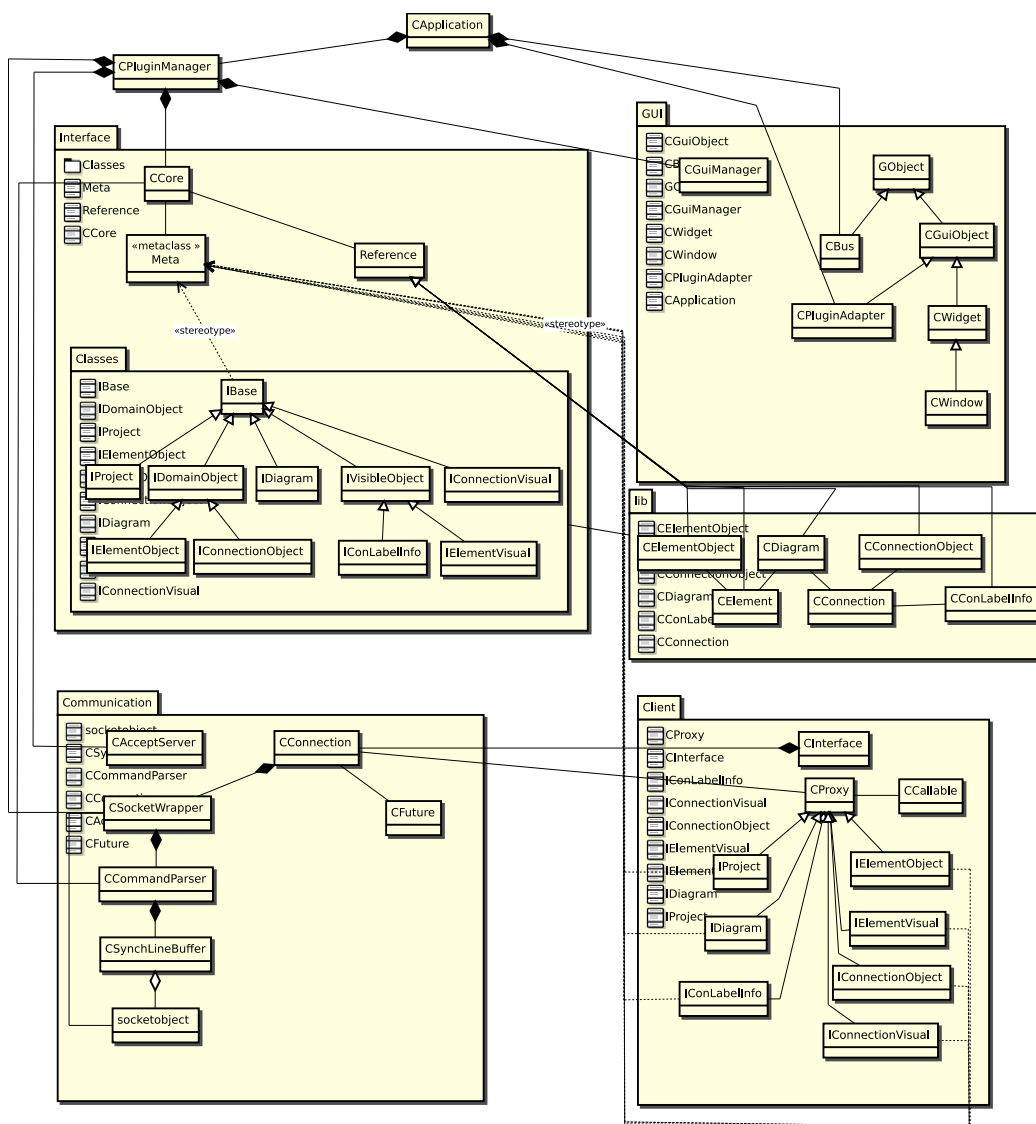 CApplication
CPluginManager
Interface
Classes
Meta
Reference
CCore
CCore
«metaclass »
Meta
Reference
«stereotype»
«stereotype»
Classes
IBase
IDomainObject
IProject
IElementObject
IDiagram
IConnectionVisual
IBase
IProject
IDomainObject
IDiagram
IVisibleObject
IConnectionVisual
IElementObject
IConnectionObject
IConLabelInfo
IElementVisual
GUI
CGuiObject
CGuiManager
CWidget
CWindow
CPluginAdapter
CApplication
CGuiManager
GObject
CBus
CGuiObject
CPluginAdapter
CWidget
CWindow
lib
CElementObject
CConnectionObject
CDiagram
CConnection
CElementObject
CDiagram
CConnectionObject
CElement
CConnection
CConLabelInfo
Communication
socketobject
CCommandParser
CFuture
CAcceptServer
CConnection
CSocketWrapper
CFuture
CCommandParser
CSynchLineBuffer
socketobject
Client
CProxy
CInterface
IConLabelInfo
IConnectionVisual
IConnectionObject
IElementVisual
IDiagram
IProject
CInterface
CProxy
CCallable
IProject
IElementObject
IDiagram
IElementVisual
IConnectionObject
IConLabelInfo
IConnectionVisual